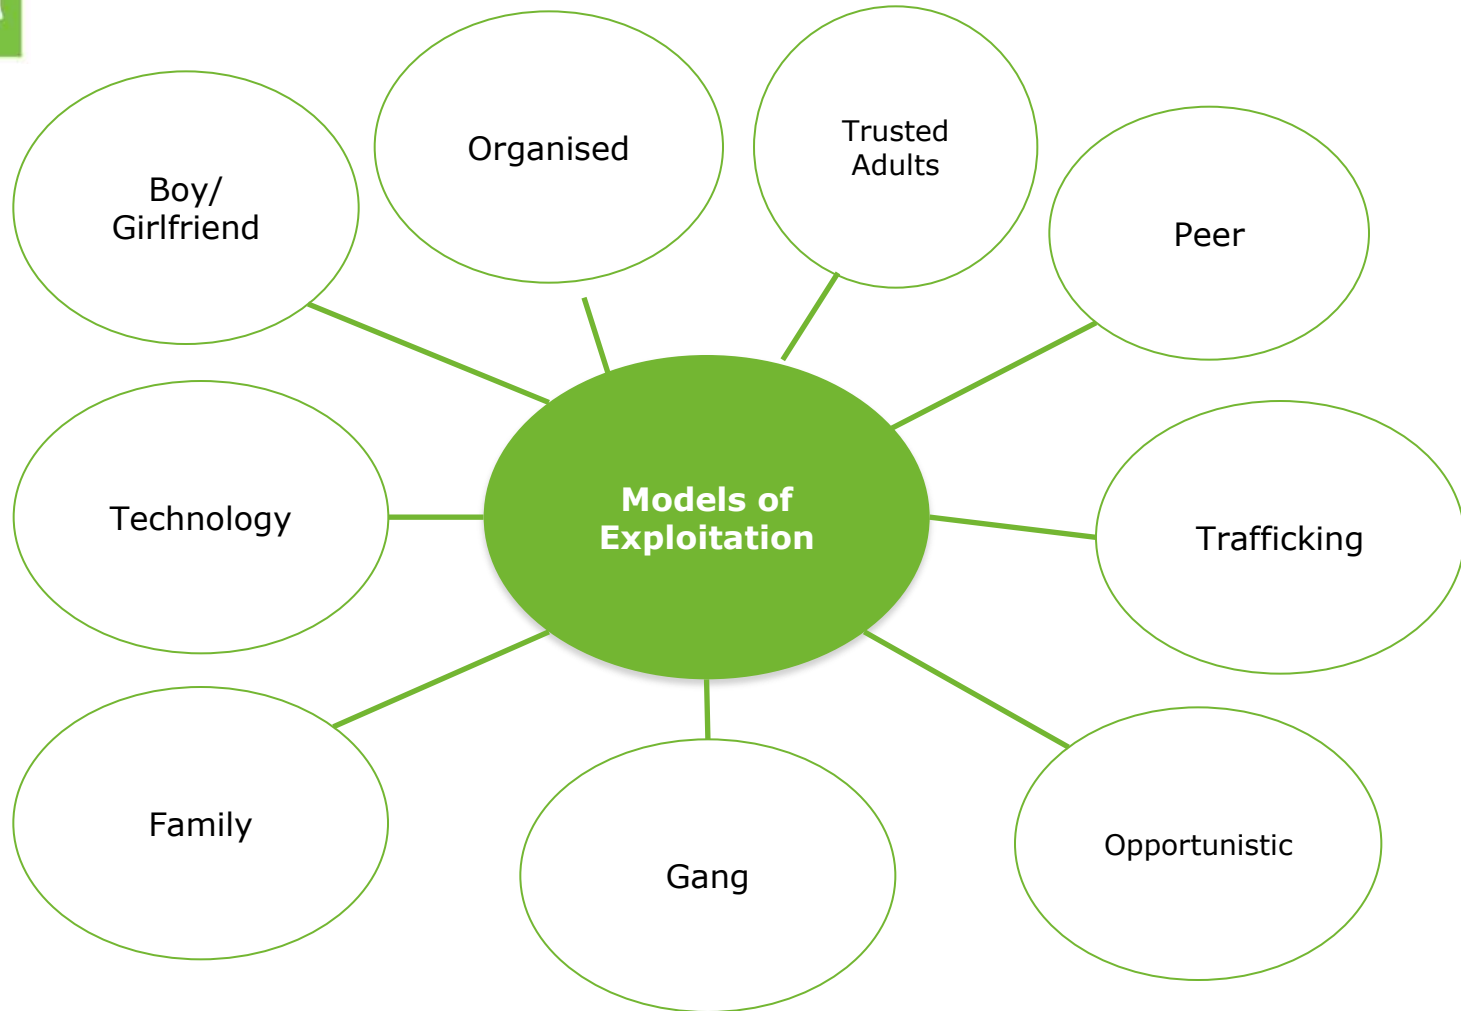 Organised
Trusted
Adults
Boy/
Girlfriend
Peer
Models of
Exploitation
Technology
Trafficking
Family
Gang
Opportunistic